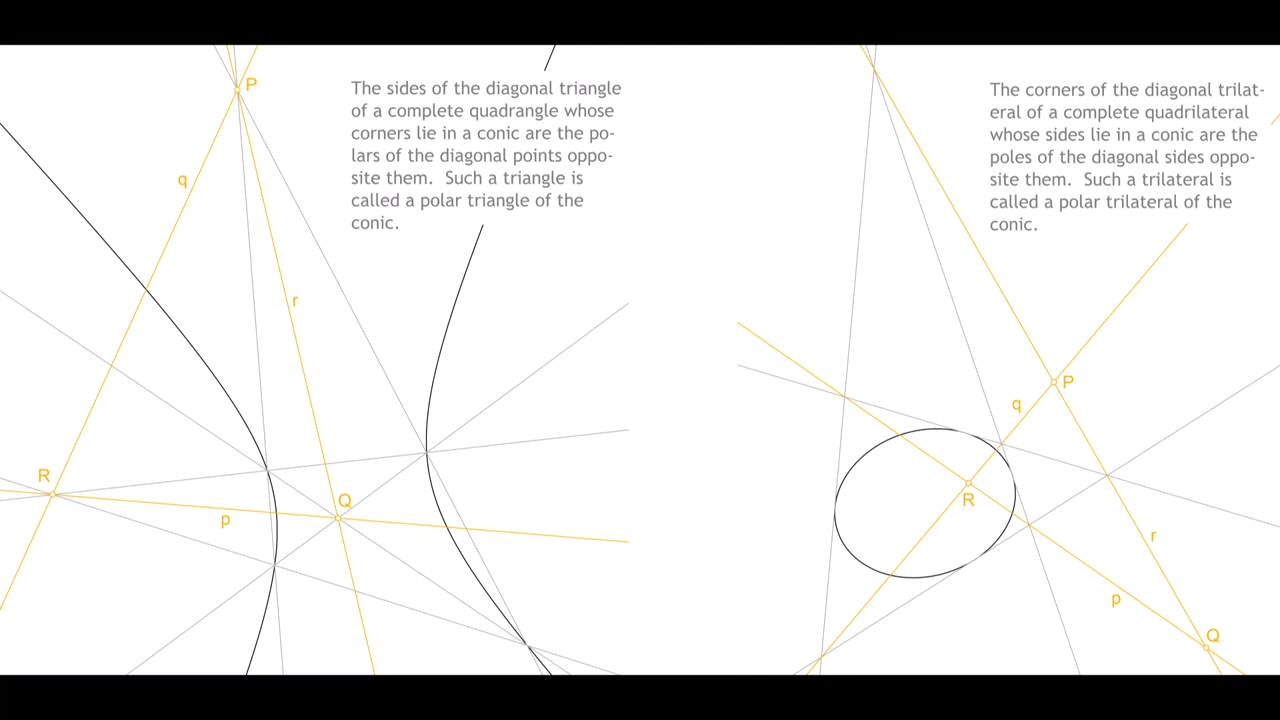 The sides of the diagonal triangle
of a complete quadrangle whose
corners lie in a conic are the po-
lars of the diagonal points oppo-
site them.  Such a triangle is
called a polar triangle of the
conic.
P
q
r
R
Q
p
The corners of the diagonal trilat-
eral of a complete quadrilateral
whose sides lie in a conic are the
poles of the diagonal sides oppo-
site them.  Such a trilateral is
called a polar trilateral of the
conic.
P
q
R
r
p
Q